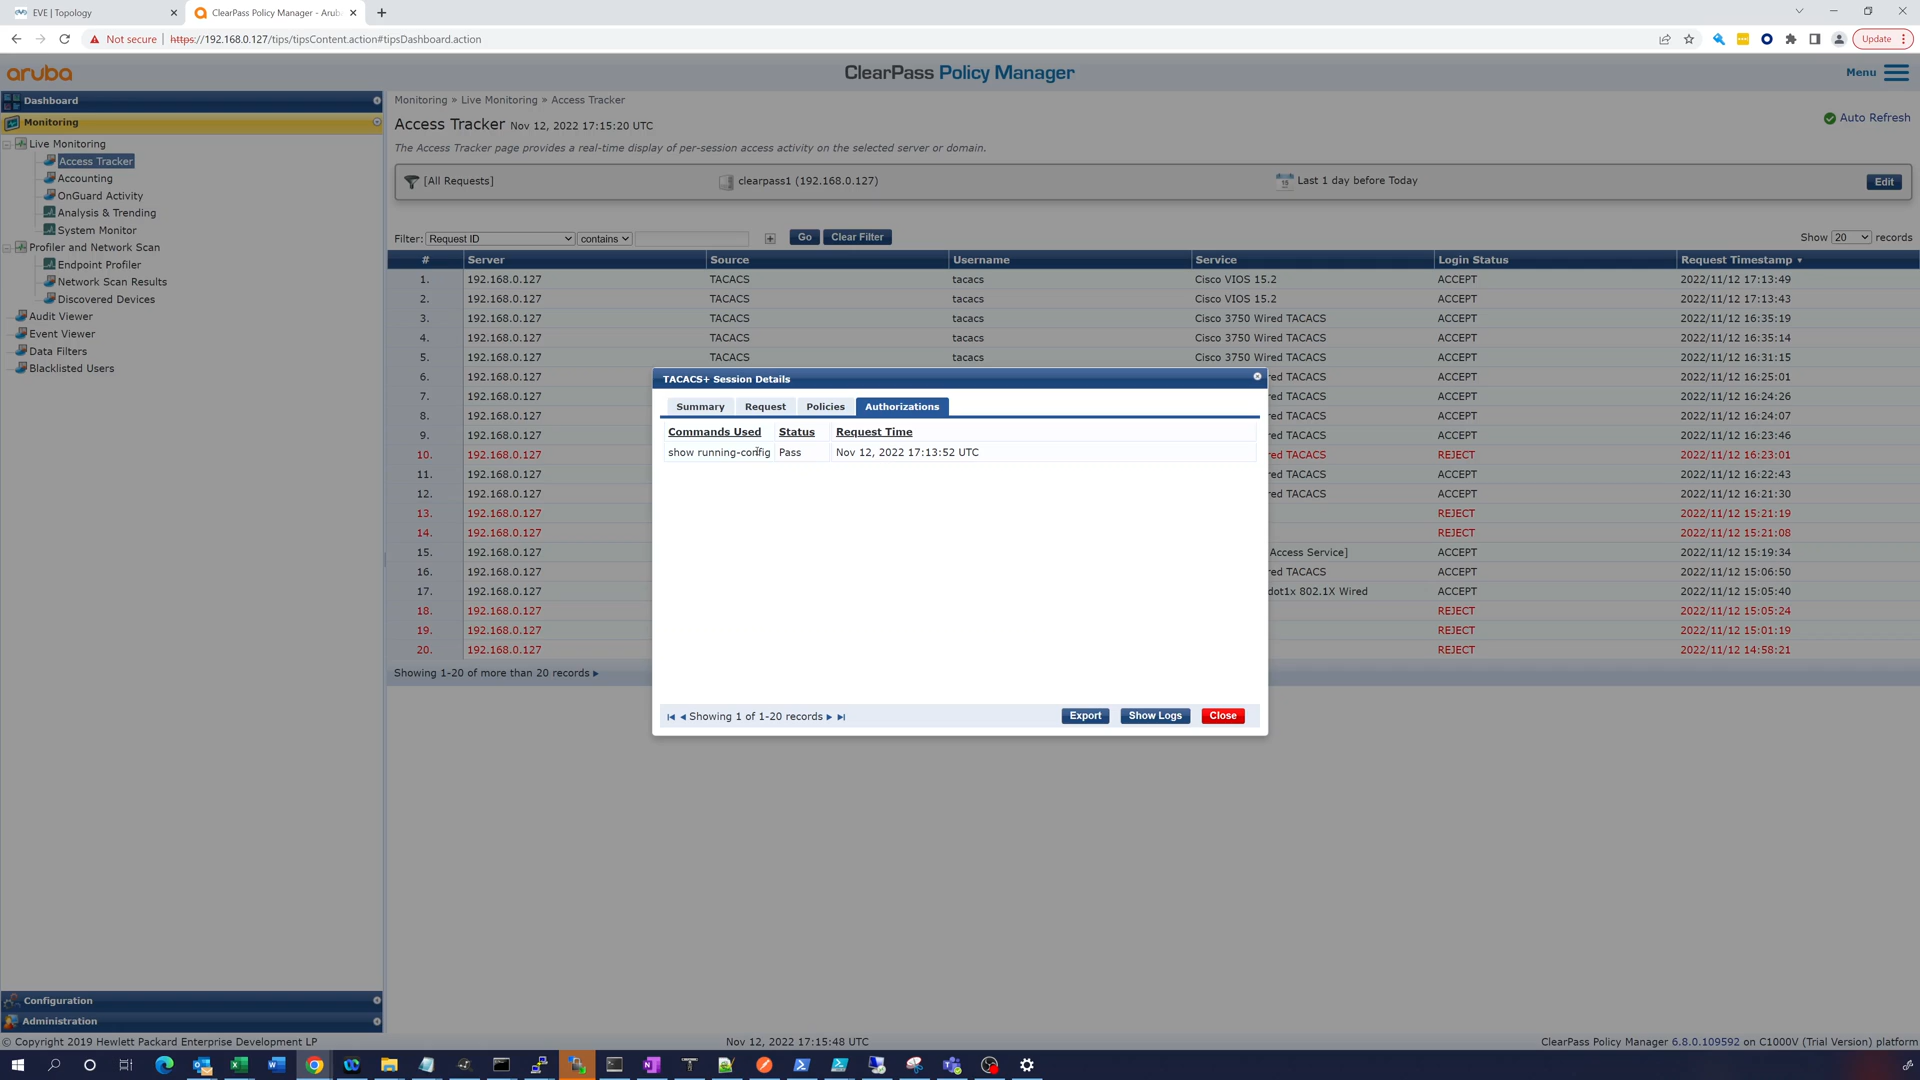 EVE | Topology
ClearPass Policy Manager - Arub
Not secure
https://192.168.0.127/tips/tipsContent.action#tipsDashboard.action
Update
aruba
ClearPass Policy Manager
Menu
Dashboard
Monitoring
Live Monitoring
Access Tracker
Accounting
OnGuard Activity
Analysis & Trending
System Monitor
Profiler and Network Scan
Endpoint Profiler
Network Scan Results
Discovered Devices
Audit Viewer
Event Viewer
Data Filters
Blacklisted Users
Configuration
Administration
Monitoring » Live Monitoring » Access Tracker
Access Tracker Nov 12, 2022 17:15:20 UTC
Auto Refresh
The Access Tracker page provides a real-time display of per-session access activity on the selected server or domain.
[All Requests] clearpass1 (192.168.0.127) Last 1 day before Today Edit
Filter: Request ID contains + Go Clear Filter Show 20 records
# Server Source Username Service Login Status Request Timestamp
1. 192.168.0.127 TACACS tacacs Cisco VIOS 15.2 ACCEPT 2022/11/12 17:13:49
2. 192.168.0.127 TACACS tacacs Cisco VIOS 15.2 ACCEPT 2022/11/12 17:13:43
3. 192.168.0.127 TACACS tacacs Cisco 3750 Wired TACACS ACCEPT 2022/11/12 16:35:19
4. 192.168.0.127 TACACS tacacs Cisco 3750 Wired TACACS ACCEPT 2022/11/12 16:35:14
5. 192.168.0.127 TACACS tacacs Cisco 3750 Wired TACACS ACCEPT 2022/11/12 16:31:15
6. 192.168.0.127 red TACACS ACCEPT 2022/11/12 16:25:01
7. 192.168.0.127 red TACACS ACCEPT 2022/11/12 16:24:26
8. 192.168.0.127 red TACACS ACCEPT 2022/11/12 16:24:07
9. 192.168.0.127 red TACACS ACCEPT 2022/11/12 16:23:46
10. 192.168.0.127 red TACACS REJECT 2022/11/12 16:23:01
11. 192.168.0.127 red TACACS ACCEPT 2022/11/12 16:22:43
12. 192.168.0.127 red TACACS ACCEPT 2022/11/12 16:21:30
13. 192.168.0.127 REJECT 2022/11/12 15:21:19
14. 192.168.0.127 REJECT 2022/11/12 15:21:08
15. 192.168.0.127 Access Service] ACCEPT 2022/11/12 15:19:34
16. 192.168.0.127 red TACACS ACCEPT 2022/11/12 15:06:50
17. 192.168.0.127 dot1x 802.1X Wired ACCEPT 2022/11/12 15:05:40
18. 192.168.0.127 REJECT 2022/11/12 15:05:24
19. 192.168.0.127 REJECT 2022/11/12 15:01:19
20. 192.168.0.127 REJECT 2022/11/12 14:58:21
Showing 1-20 of more than 20 records
TACACS+ Session Details
Summary Request Policies Authorizations
Commands Used Status Request Time
show running-config Pass Nov 12, 2022 17:13:52 UTC
Showing 1 of 1-20 records Export Show Logs Close
© Copyright 2019 Hewlett Packard Enterprise Development LP Nov 12, 2022 17:15:48 UTC ClearPass Policy Manager 6.8.0.109592 on C1000V (Trial Version) platform